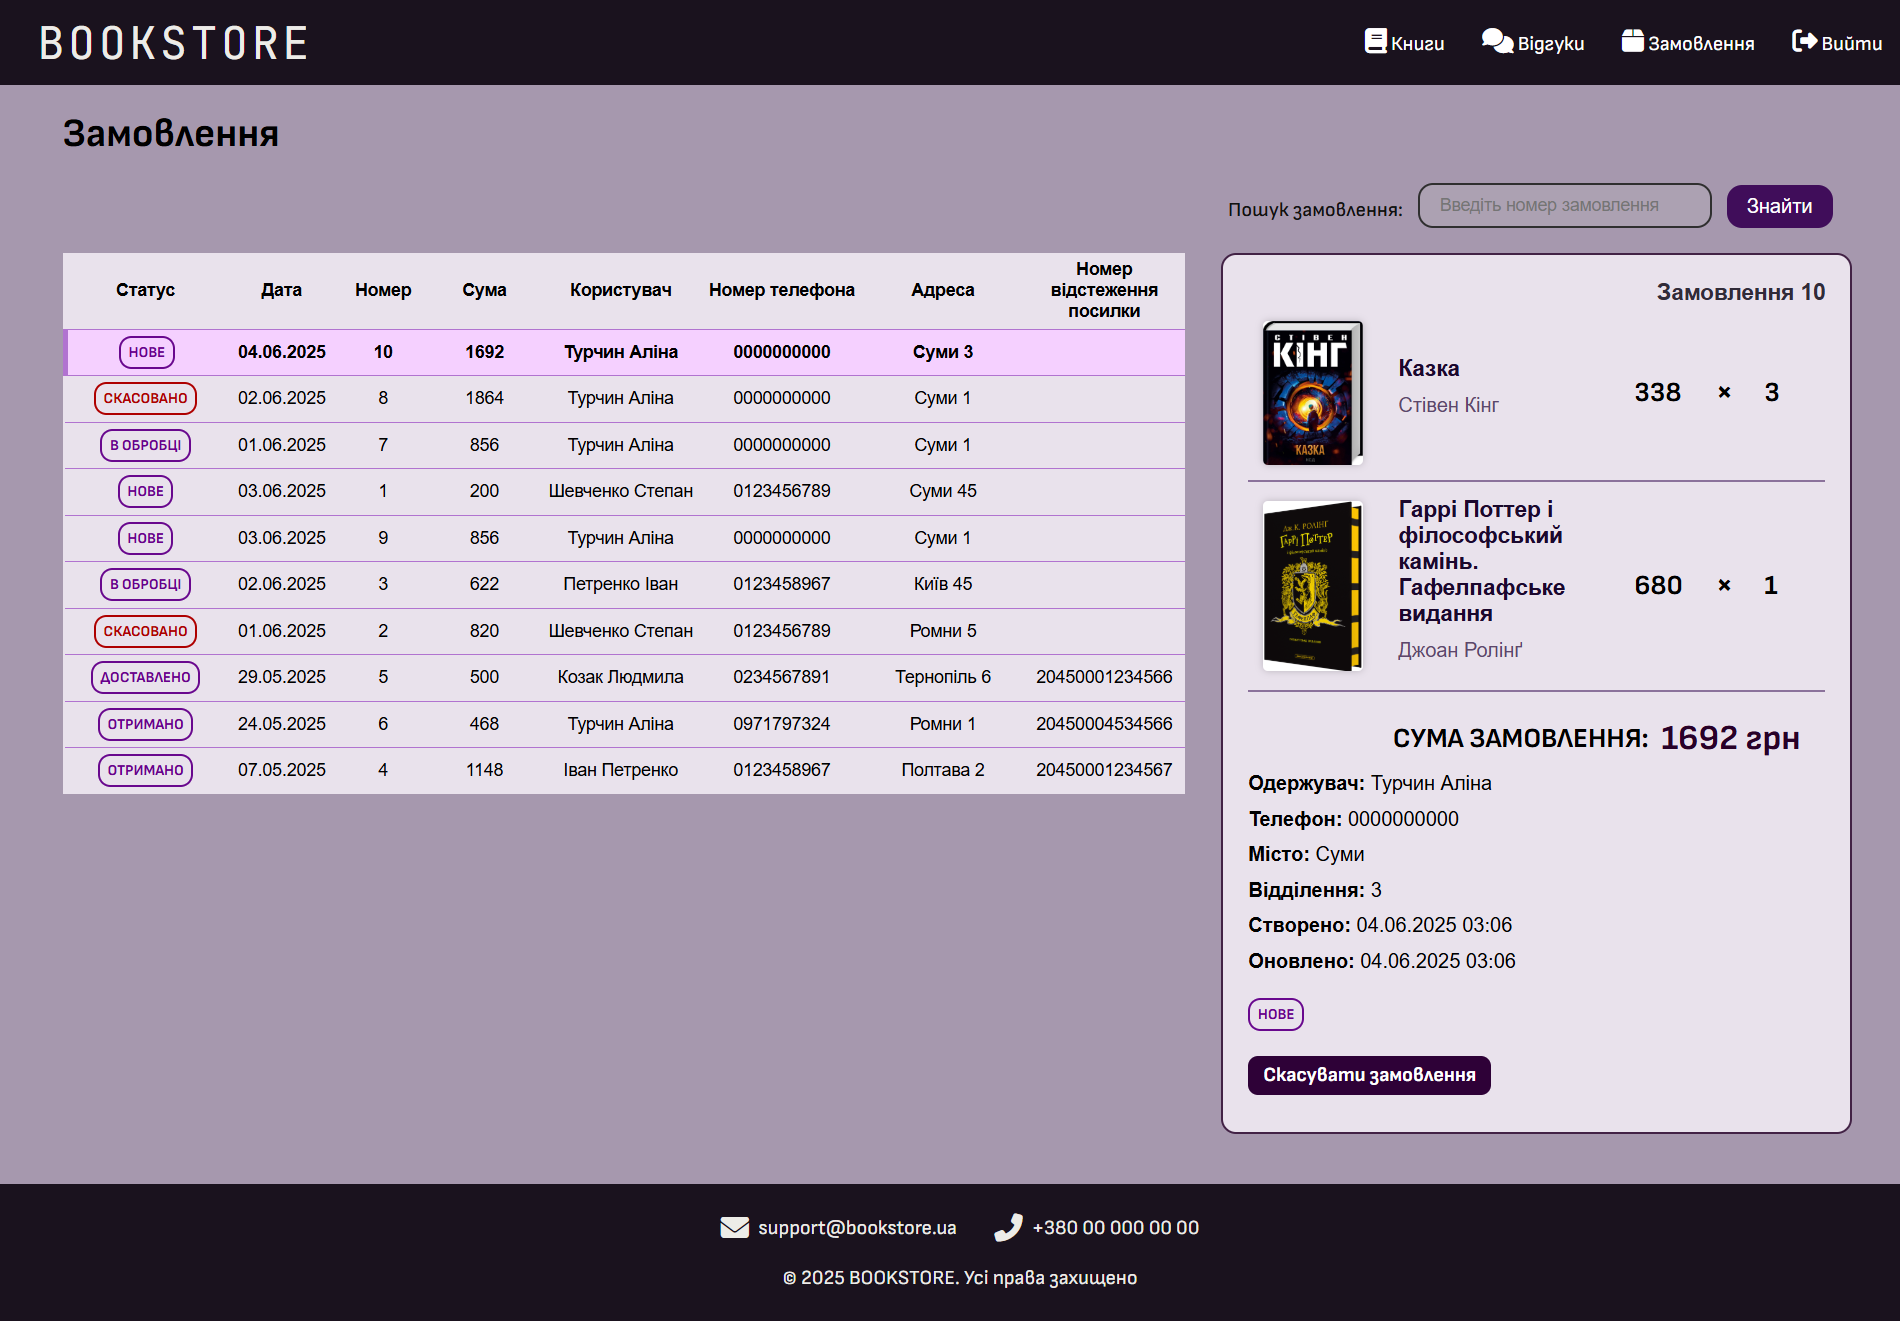 BOOKSTORE
Книги
Відгуки
Замовлення
Вийти
Замовлення
Пошук замовлення:
Введіть номер замовлення
Знайти
Статус Дата Номер Сума Користувач Номер телефона Адреса Номер відстеження посилки
НОВЕ 04.06.2025 10 1692 Турчин Аліна 0000000000 Суми 3
СКАСОВАНО 02.06.2025 8 1864 Турчин Аліна 0000000000 Суми 1
В ОБРОБЦІ 01.06.2025 7 856 Турчин Аліна 0000000000 Суми 1
НОВЕ 03.06.2025 1 200 Шевченко Степан 0123456789 Суми 45
НОВЕ 03.06.2025 9 856 Турчин Аліна 0000000000 Суми 1
В ОБРОБЦІ 02.06.2025 3 622 Петренко Іван 0123458967 Київ 45
СКАСОВАНО 01.06.2025 2 820 Шевченко Степан 0123456789 Ромни 5
ДОСТАВЛЕНО 29.05.2025 5 500 Козак Людмила 0234567891 Тернопіль 6 20450001234566
ОТРИМАНО 24.05.2025 6 468 Турчин Аліна 0971797324 Ромни 1 20450004534566
ОТРИМАНО 07.05.2025 4 1148 Іван Петренко 0123458967 Полтава 2 20450001234567
Замовлення 10
СТІВЕН
КІНГ
КАЗКА
Казка
Стівен Кінг
338 × 3
Дж.К. РОЛІНГ
ГАРРІ ПОТТЕР
Гаррі Поттер і
філософський
камінь.
Гафелпафське
видання
Джоан Ролінґ
680 × 1
СУМА ЗАМОВЛЕННЯ: 1692 грн
Одержувач: Турчин Аліна
Телефон: 0000000000
Місто: Суми
Відділення: 3
Створено: 04.06.2025 03:06
Оновлено: 04.06.2025 03:06
НОВЕ
Скасувати замовлення
support@bookstore.ua
+380 00 000 00 00
© 2025 BOOKSTORE. Усі права захищено